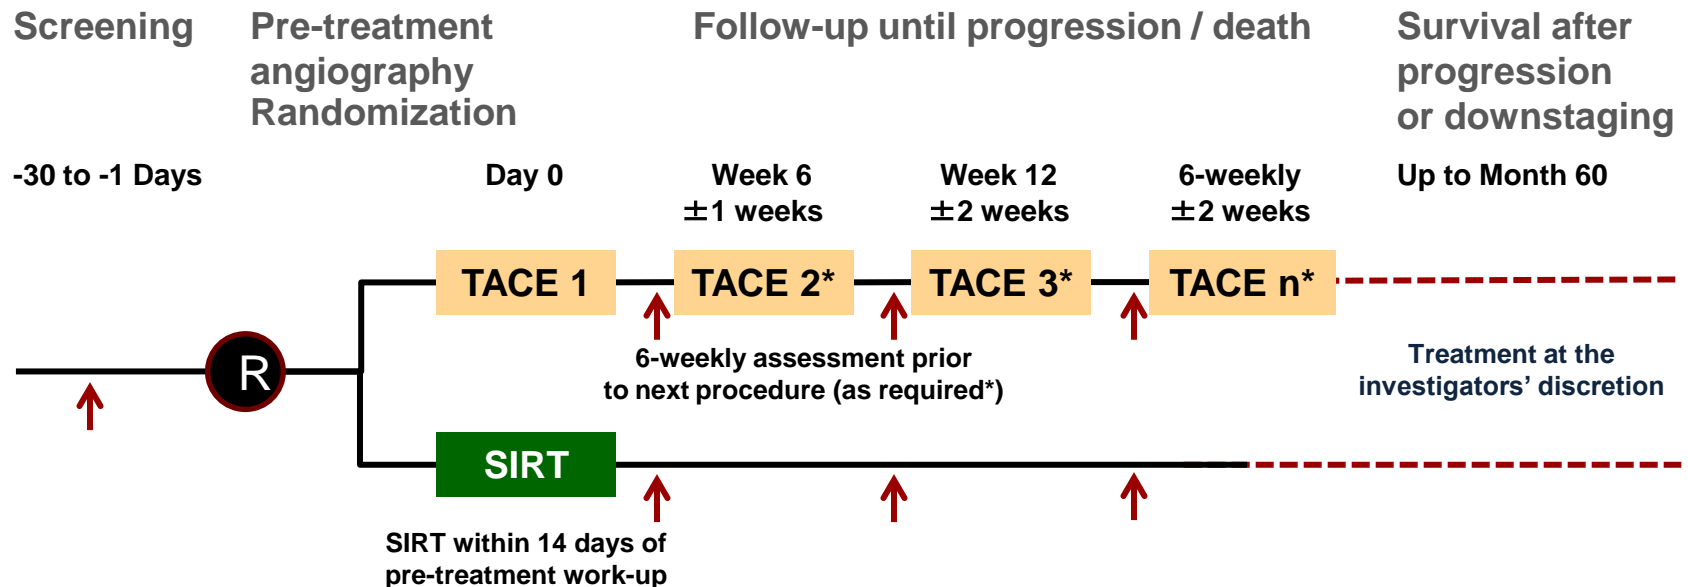 Screening
Pre-treatment
angiography
Randomization
Follow-up until progression / death
Survival after
progression
or downstaging
-30 to -1 Days
Day 0
Week 6
±1 weeks
Week 12
±2 weeks
6-weekly
±2 weeks
Up to Month 60
TACE 1
TACE 2*
TACE 3*
TACE n*
R
6-weekly assessment prior
to next procedure (as required*)
Treatment at the
investigators’ discretion
SIRT
SIRT within 14 days of
pre-treatment work-up